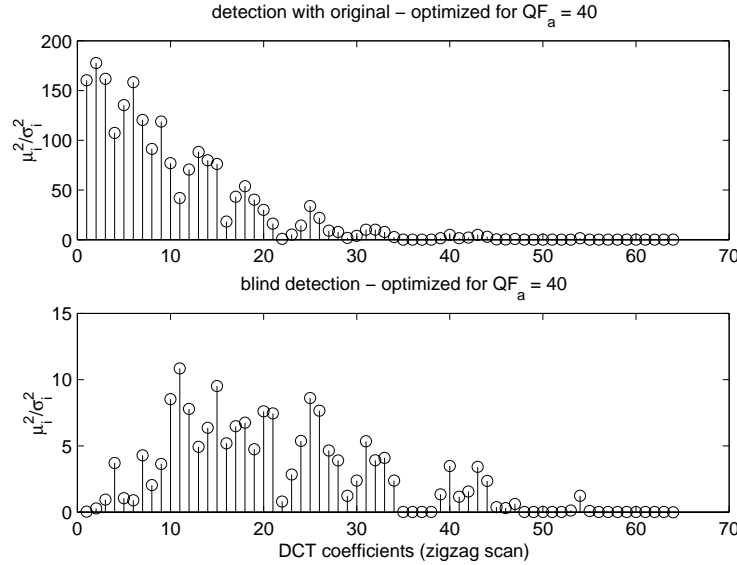 detection with original − optimized for QF_a = 40
200
150
100
50
0
μ_i^2/σ_i^2
0 10 20 30 40 50 60 70
blind detection − optimized for QF_a = 40
15
10
5
0
μ_i^2/σ_i^2
0 10 20 30 40 50 60 70
DCT coefficients (zigzag scan)